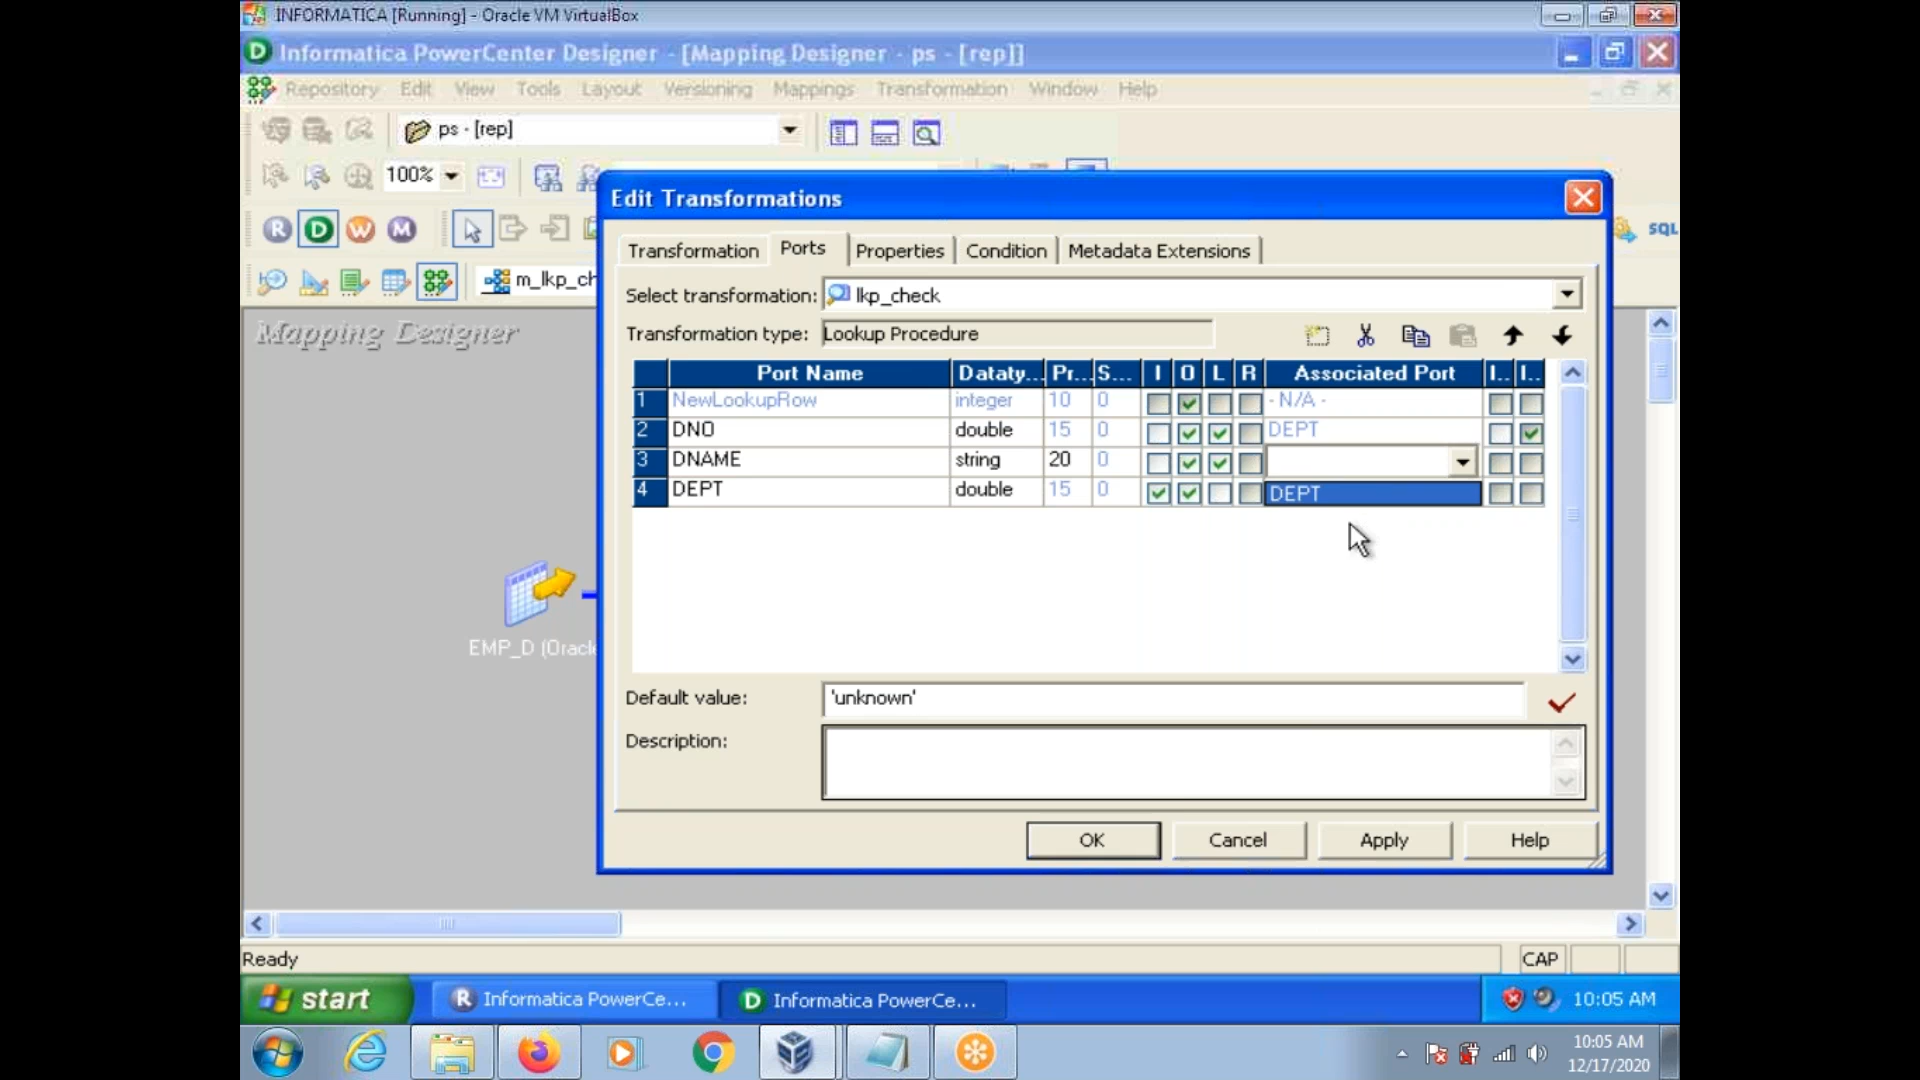 INFORMATICA [Running] - Oracle VM VirtualBox
Informatica PowerCenter Designer - [Mapping Designer - ps - [rep]]
Repository Edit View Tools Layout Versioning Mappings Transformation Window Help
ps - [rep]
100%
Edit Transformations
R D W M
SQL
Transformation Ports Properties Condition Metadata Extensions
m_lkp_ch
Select transformation: lkp_check
Mapping Designer
Transformation type: Lookup Procedure
Port Name Dataty... Pr... S... I O L R Associated Port I.. I..
1 NewLookupRow integer 10 0 - N/A -
2 DNO double 15 0 DEPT
3 DNAME string 20 0
4 DEPT double 15 0 DEPT
EMP_D (Oracle
Default value: 'unknown'
Description:
OK Cancel Apply Help
Ready
CAP
start
R Informatica PowerCe...
D Informatica PowerCe...
10:05 AM
10:05 AM
12/17/2020